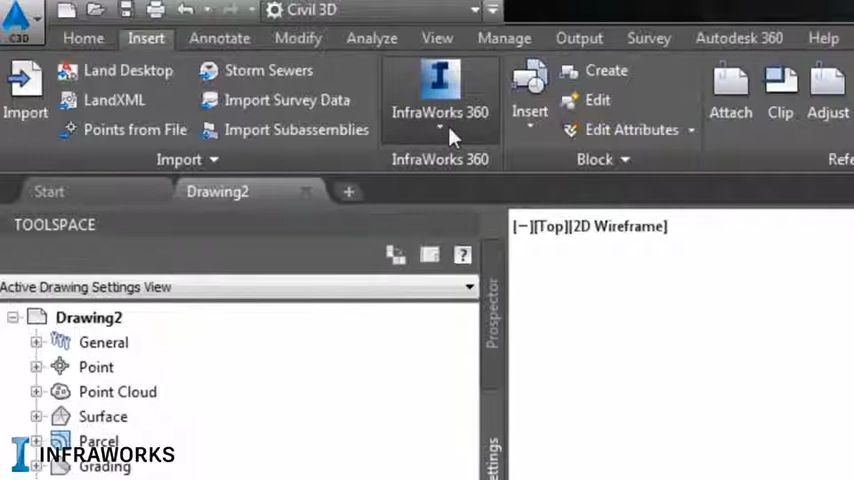 Civil 3D
C3D
Home Insert Annotate Modify Analyze View Manage Output Survey Autodesk 360 Help
Import
Land Desktop
LandXML
Points from File
Storm Sewers
Import Survey Data
Import Subassemblies
Import
InfraWorks 360
InfraWorks 360
Insert
Create
Edit
Edit Attributes
Block
Attach
Clip
Adjust
Start
Drawing2
TOOLSPACE
[−][Top][2D Wireframe]
Active Drawing Settings View
Prospector
Drawing2
General
Point
Point Cloud
Surface
Parcel
Grading
INFRAWORKS